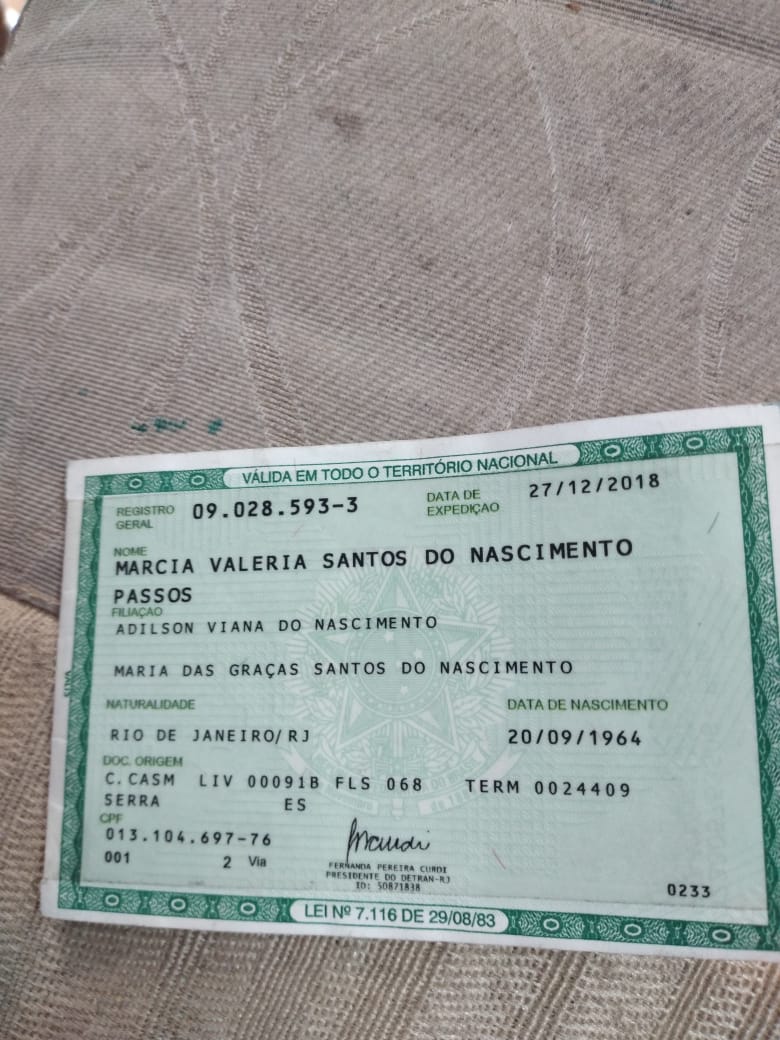 VÁLIDA EM TODO O TERRITÓRIO NACIONAL
REGISTRO GERAL 09.028.593-3 DATA DE EXPEDIÇÃO 27/12/2018
NOME
MARCIA VALERIA SANTOS DO NASCIMENTO
PASSOS
FILIAÇÃO
ADILSON VIANA DO NASCIMENTO
MARIA DAS GRAÇAS SANTOS DO NASCIMENTO
NATURALIDADE DATA DE NASCIMENTO
RIO DE JANEIRO/RJ 20/09/1964
DOC. ORIGEM
C.CASM LIV 00091B FLS 068 TERM 0024409
SERRA ES
CPF
013.104.697-76
001 2 Via
FERNANDA PEREIRA CURDI
PRESIDENTE DO DETRAN-RJ
ID: 50871838
0233
LEI Nº 7.116 DE 29/08/83